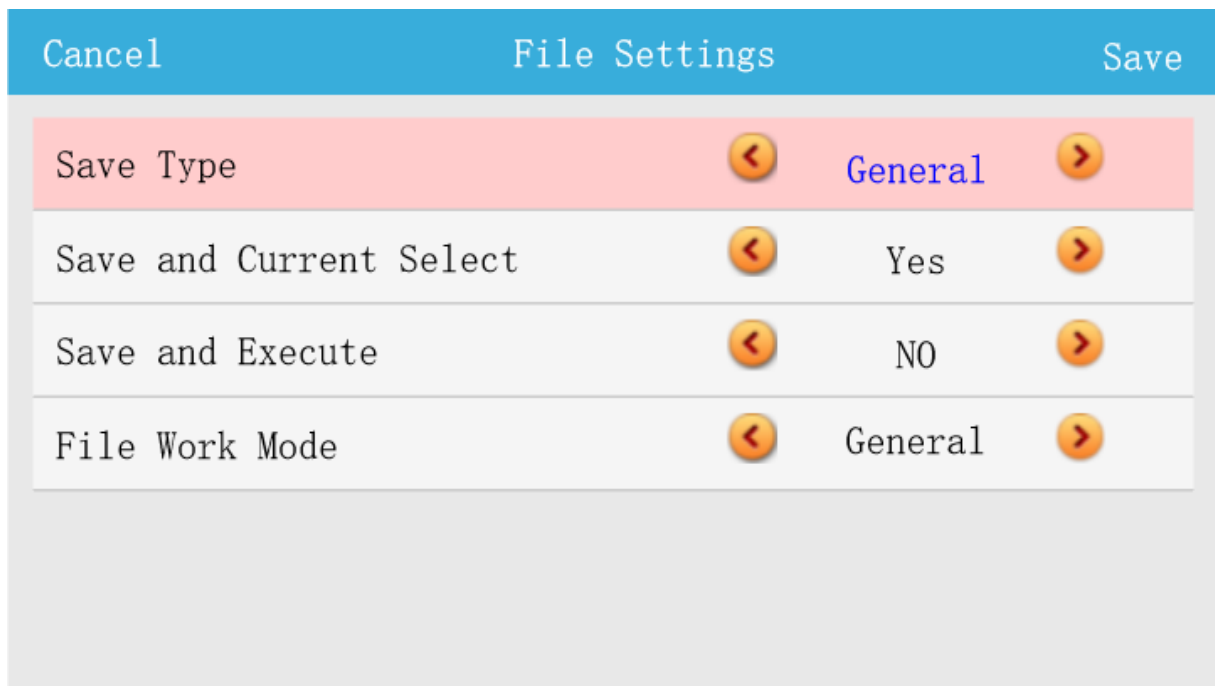 Cancel File Settings Save
Save Type General
Save and Current Select Yes
Save and Execute NO
File Work Mode General